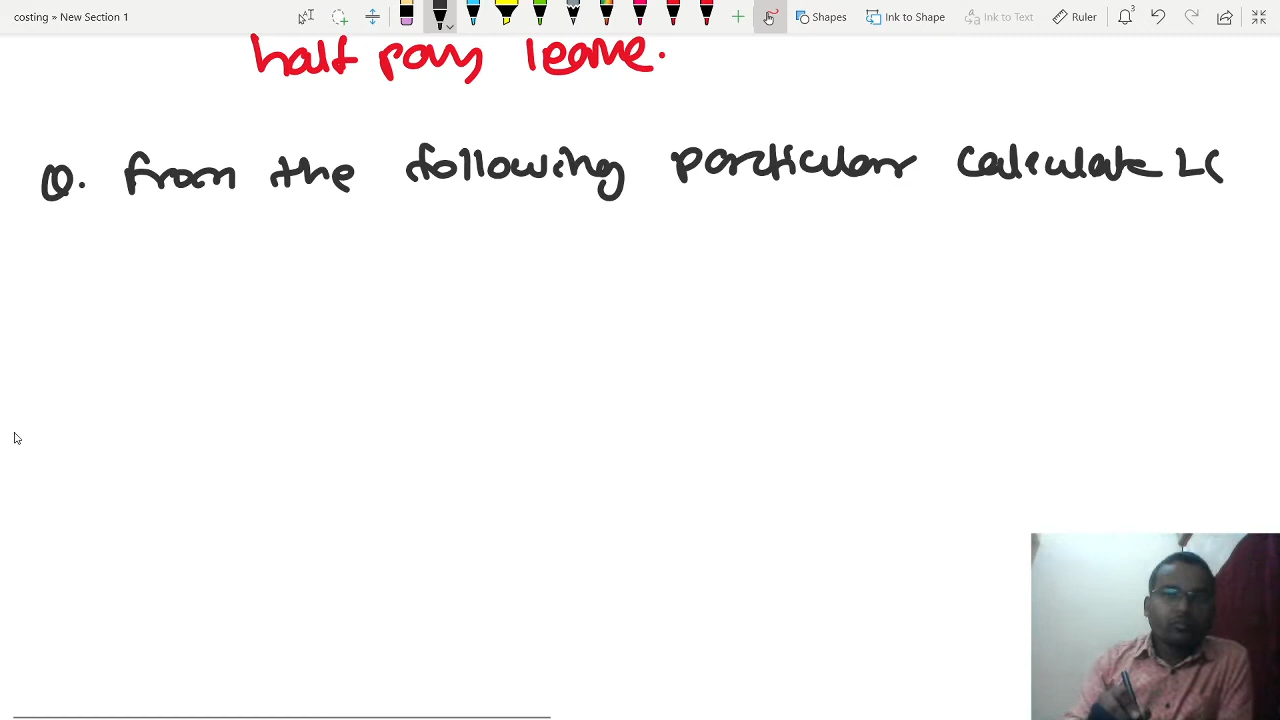 costing » New Section 1
Shapes
Ink to Shape
Ink to Text
Ruler
3
half pay leave.
Q. from the following particular calculate LC